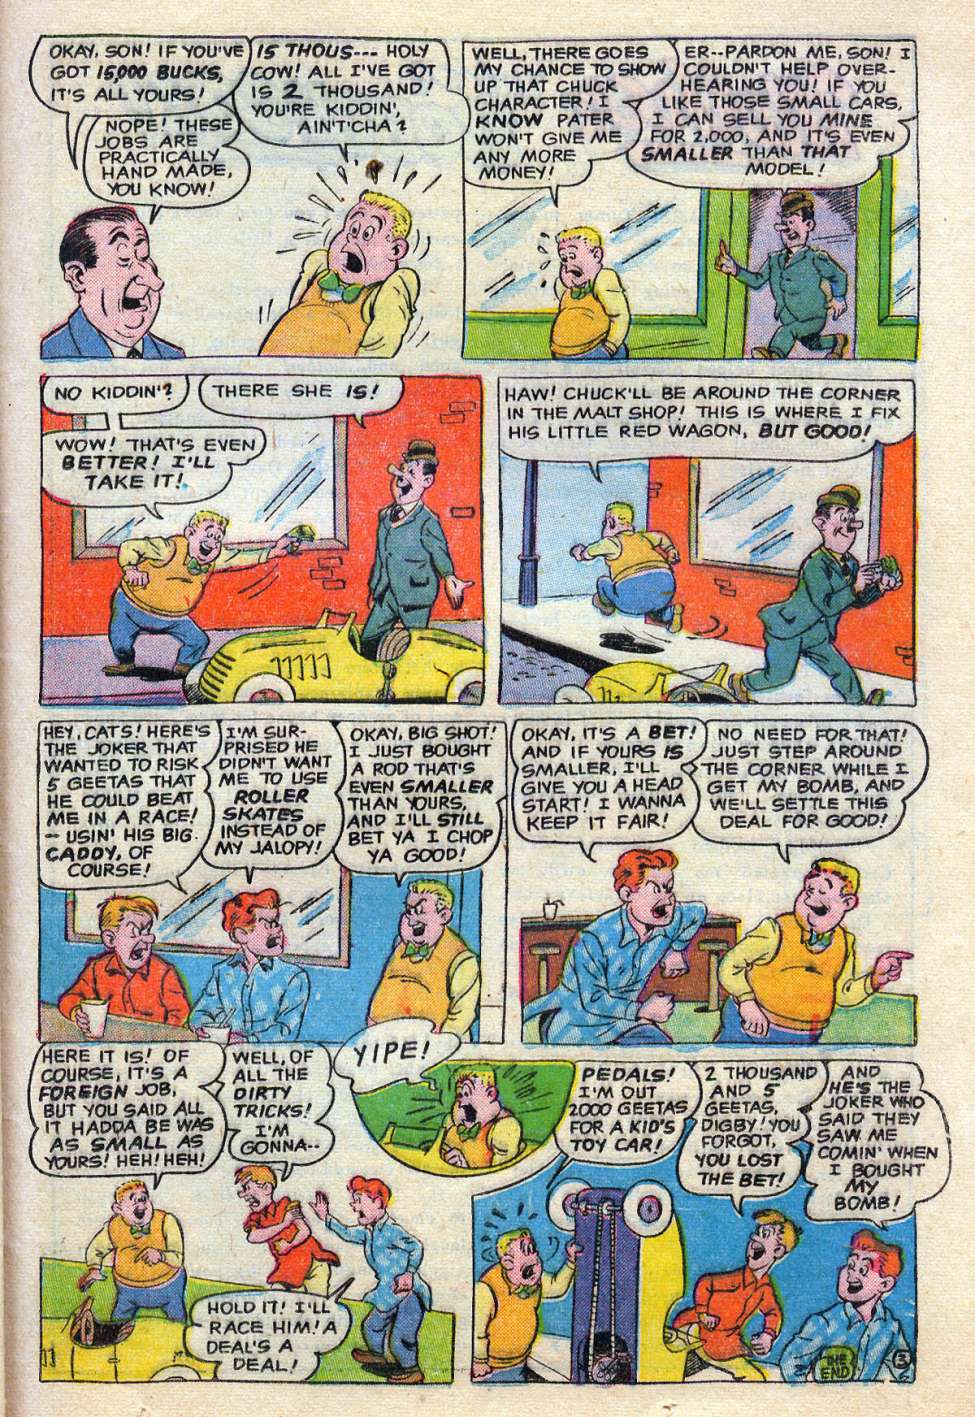 OKAY, SON! IF YOU'VE
GOT 15,000 BUCKS,
IT'S ALL YOURS!
NOPE! THESE
JOBS ARE
PRACTICALLY
HAND MADE,
YOU KNOW!
15 THOUS--- HOLY
COW! ALL I'VE GOT
IS 2 THOUSAND!
YOU'RE KIDDIN',
AIN'T'CHA?
WELL, THERE GOES
MY CHANCE TO SHOW
UP THAT CHUCK
CHARACTER! I
KNOW PATER
WON'T GIVE ME
ANY MORE
MONEY!
ER--PARDON ME, SON! I
COULDN'T HELP OVER-
HEARING YOU! IF YOU
LIKE THOSE SMALL CARS,
I CAN SELL YOU MINE
FOR 2,000, AND IT'S EVEN
SMALLER THAN THAT
MODEL!
NO KIDDIN'?
THERE SHE IS!
WOW! THAT'S EVEN
BETTER! I'LL
TAKE IT!
HAW! CHUCK'LL BE AROUND THE CORNER
IN THE MALT SHOP! THIS IS WHERE I FIX
HIS LITTLE RED WAGON, BUT GOOD!
HEY, CATS! HERE'S
THE JOKER THAT
WANTED TO RISK
5 GEETAS THAT
HE COULD BEAT
ME IN A RACE!
- USIN' HIS BIG
CADDY, OF
COURSE!
I'M SUR-
PRISED HE
DIDN'T WANT
ME TO USE
ROLLER
SKATES
INSTEAD OF
MY JALOPY!
OKAY, BIG SHOT!
I JUST BOUGHT
A ROD THAT'S
EVEN SMALLER
THAN YOURS,
AND I'LL STILL
BET YA I CHOP
YA GOOD!
OKAY, IT'S A BET!
AND IF YOURS IS
SMALLER, I'LL
GIVE YOU A HEAD
START! I WANNA
KEEP IT FAIR!
NO NEED FOR THAT!
JUST STEP AROUND
THE CORNER WHILE I
GET MY BOMB, AND
WE'LL SETTLE THIS
DEAL FOR GOOD!
HERE IT IS! OF
COURSE, IT'S A
FOREIGN JOB,
BUT YOU SAID ALL
IT HADDA BE WAS
AS SMALL AS
YOURS! HEH! HEH!
WELL, OF
ALL THE
DIRTY
TRICKS!
I'M
GONNA--
HOLD IT! I'LL
RACE HIM! A
DEAL'S A
DEAL!
YIPE!
PEDALS!
I'M OUT
2000 GEETAS
FOR A KID'S
TOY CAR!
2 THOUSAND
AND 5
GEETAS,
DIGBY! YOU
FORGOT,
YOU LOST
THE BET!
AND
HE'S THE
JOKER WHO
SAID THEY
SAW ME
COMIN' WHEN
I BOUGHT
MY
BOMB!
THE
END
3